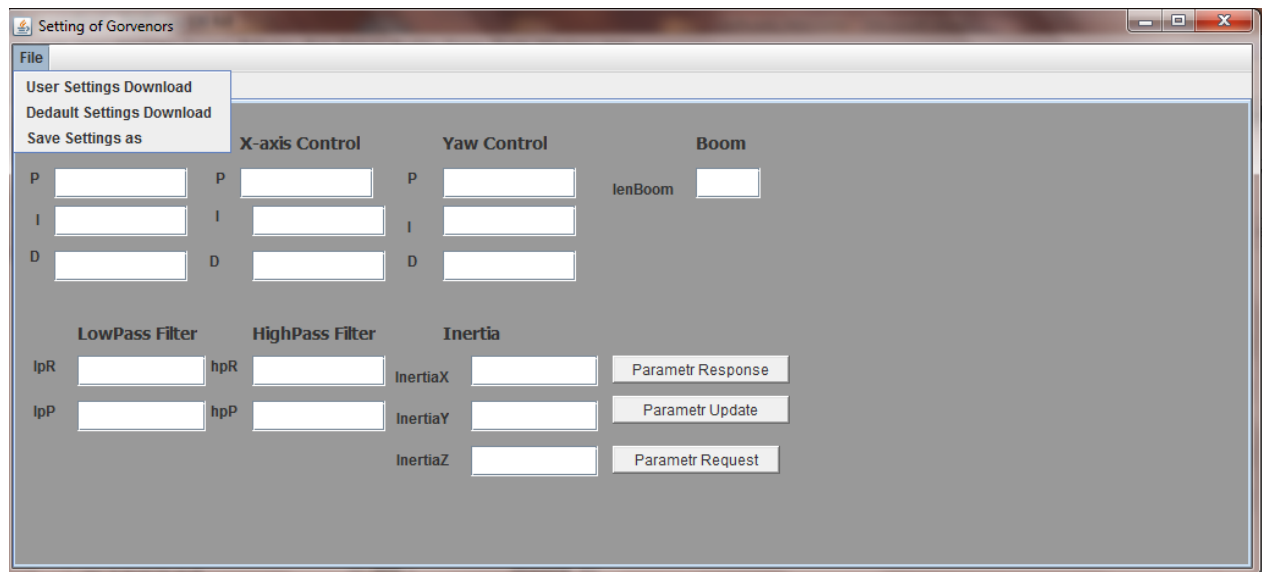 Setting of Gorvenors
File
User Settings Download
Dedault Settings Download
Save Settings as
X-axis Control Yaw Control Boom
P P P lenBoom
I I I
D D D
LowPass Filter HighPass Filter Inertia
lpR hpR InertiaX Parametr Response
lpP hpP InertiaY Parametr Update
InertiaZ Parametr Request